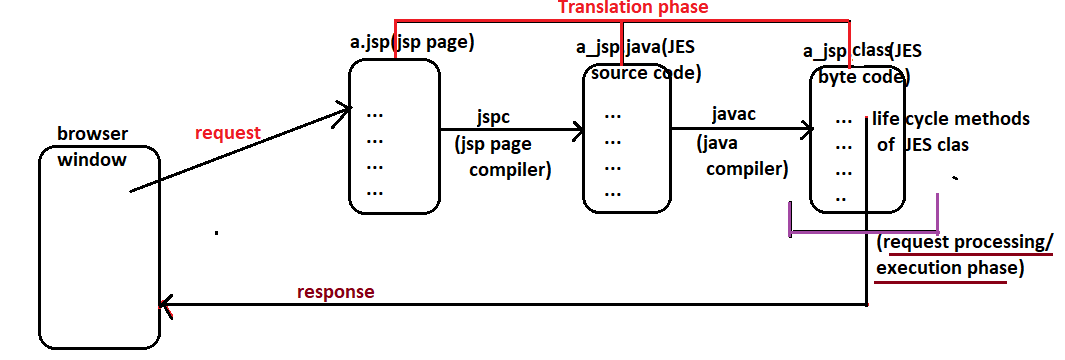 Translation phase
a.jsp(jsp page)
a_jsp.java(JES
source code)
a_jsp.class(JES
byte code)
request
browser
window
...
...
...
...
jspc
(jsp page
compiler)
...
...
...
...
javac
(java
compiler)
...
...
...
..
life cycle methods
of JES clas
(request processing/
execution phase)
response